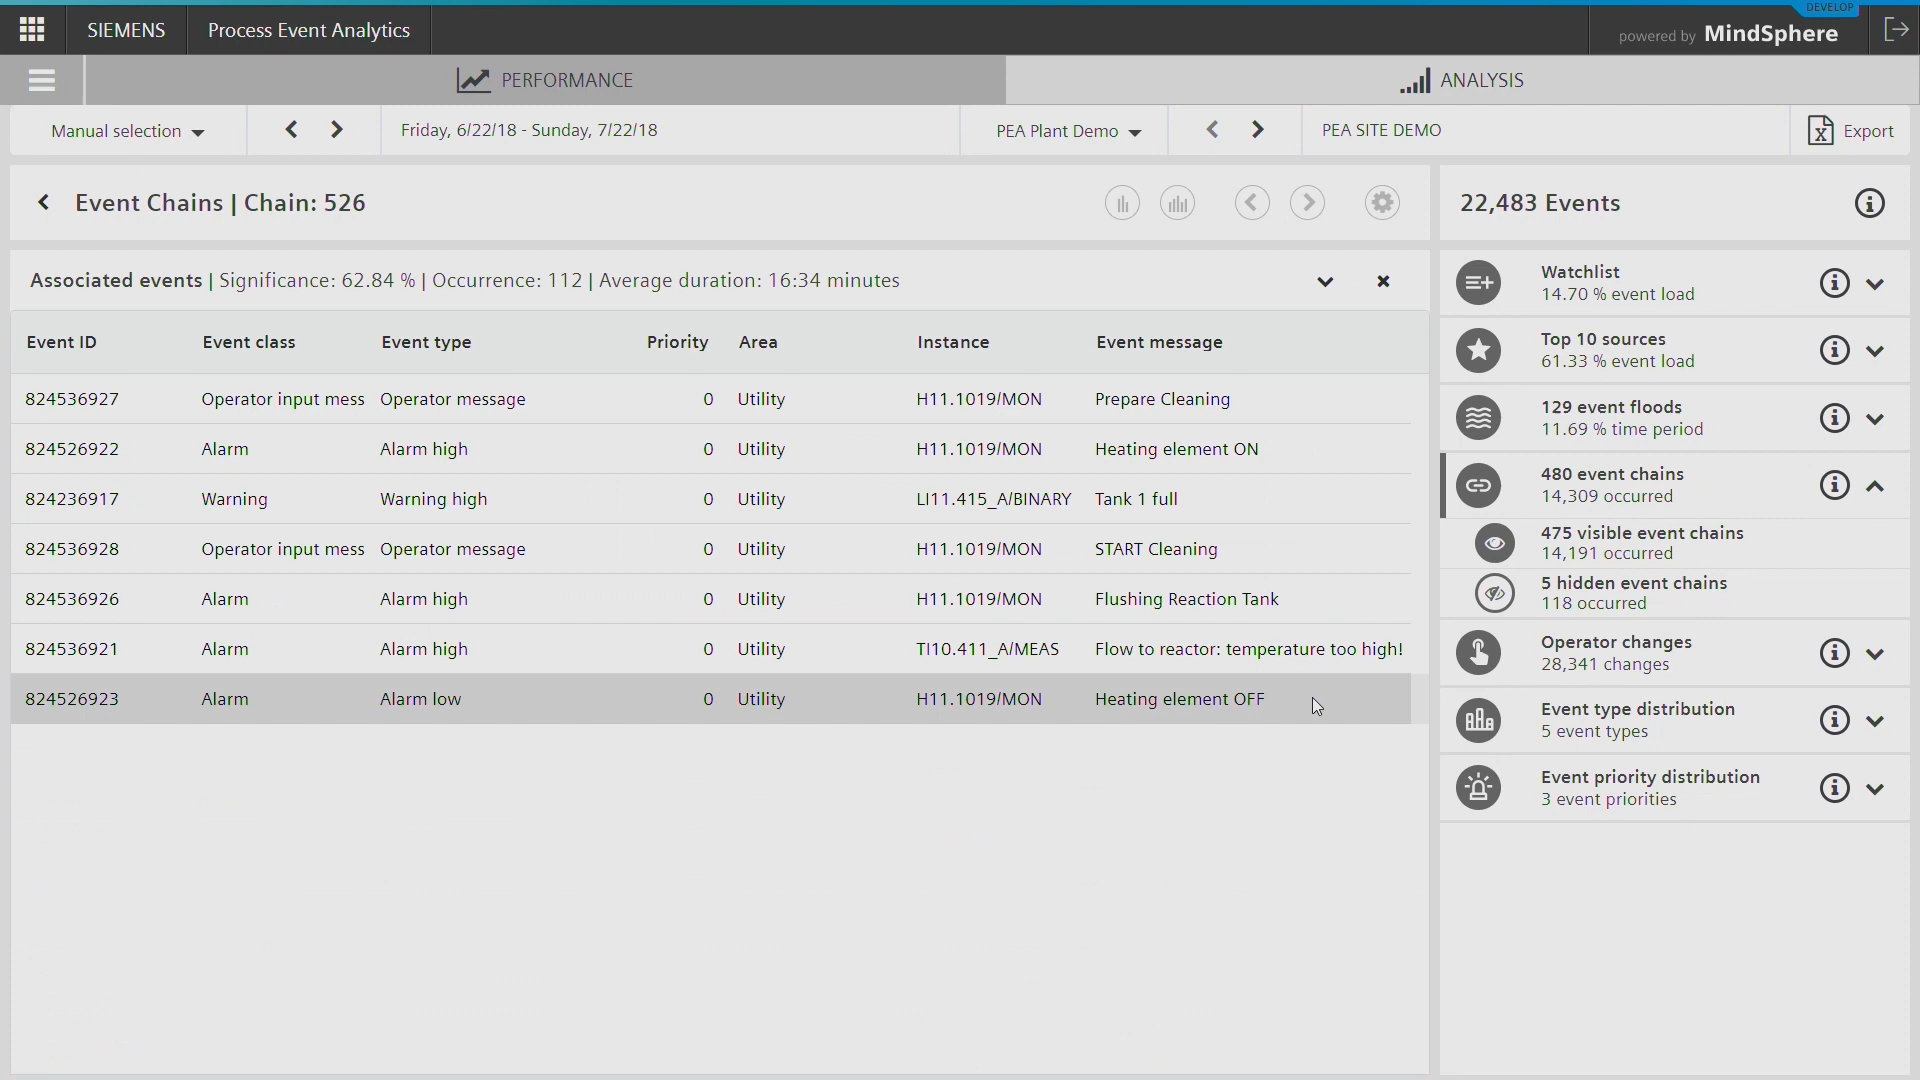 DEVELOP
SIEMENS
Process Event Analytics
powered by MindSphere
PERFORMANCE
ANALYSIS
Manual selection
Friday, 6/22/18 - Sunday, 7/22/18
PEA Plant Demo
PEA SITE DEMO
Export
Event Chains | Chain: 526
Associated events | Significance: 62.84 % | Occurrence: 112 | Average duration: 16:34 minutes
Event ID Event class Event type Priority Area Instance Event message
824536927 Operator input mess Operator message 0 Utility H11.1019/MON Prepare Cleaning
824526922 Alarm Alarm high 0 Utility H11.1019/MON Heating element ON
824236917 Warning Warning high 0 Utility LI11.415_A/BINARY Tank 1 full
824536928 Operator input mess Operator message 0 Utility H11.1019/MON START Cleaning
824536926 Alarm Alarm high 0 Utility H11.1019/MON Flushing Reaction Tank
824536921 Alarm Alarm high 0 Utility TI10.411_A/MEAS Flow to reactor: temperature too high!
824526923 Alarm Alarm low 0 Utility H11.1019/MON Heating element OFF
22,483 Events
Watchlist
14.70 % event load
Top 10 sources
61.33 % event load
129 event floods
11.69 % time period
480 event chains
14,309 occurred
475 visible event chains
14,191 occurred
5 hidden event chains
118 occurred
Operator changes
28,341 changes
Event type distribution
5 event types
Event priority distribution
3 event priorities